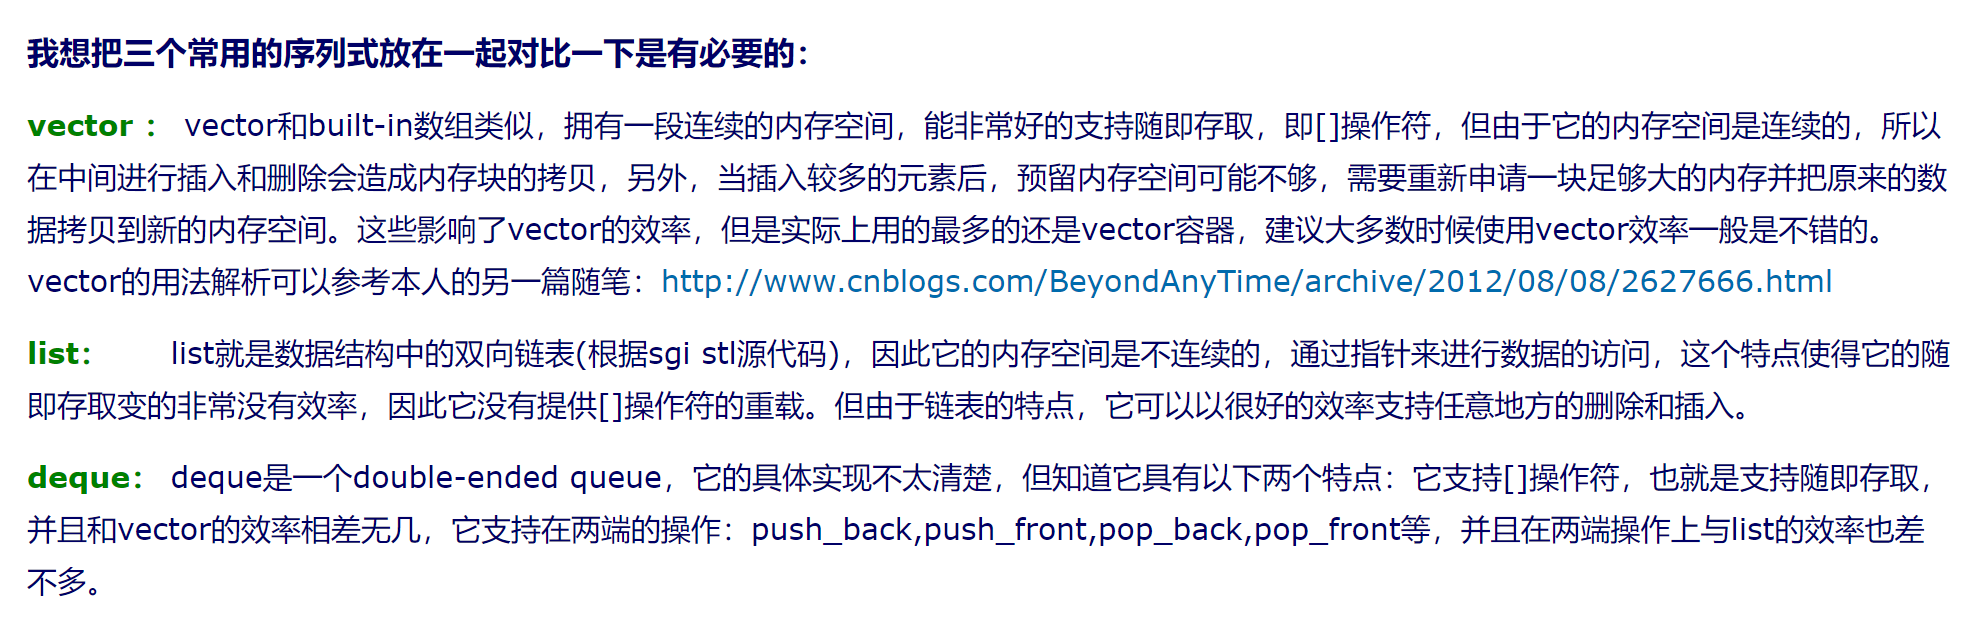 我想把三个常用的序列式放在一起对比一下是有必要的：
vector ： vector和built-in数组类似，拥有一段连续的内存空间，能非常好的支持随即存取，即[]操作符，但由于它的内存空间是连续的，所以
在中间进行插入和删除会造成内存块的拷贝，另外，当插入较多的元素后，预留内存空间可能不够，需要重新申请一块足够大的内存并把原来的数
据拷贝到新的内存空间。这些影响了vector的效率，但是实际上用的最多的还是vector容器，建议大多数时候使用vector效率一般是不错的。
vector的用法解析可以参考本人的另一篇随笔：http://www.cnblogs.com/BeyondAnyTime/archive/2012/08/08/2627666.html
list： list就是数据结构中的双向链表(根据sgi stl源代码)，因此它的内存空间是不连续的，通过指针来进行数据的访问，这个特点使得它的随
即存取变的非常没有效率，因此它没有提供[]操作符的重载。但由于链表的特点，它可以以很好的效率支持任意地方的删除和插入。
deque： deque是一个double-ended queue，它的具体实现不太清楚，但知道它具有以下两个特点：它支持[]操作符，也就是支持随即存取，
并且和vector的效率相差无几，它支持在两端的操作：push_back,push_front,pop_back,pop_front等，并且在两端操作上与list的效率也差
不多。